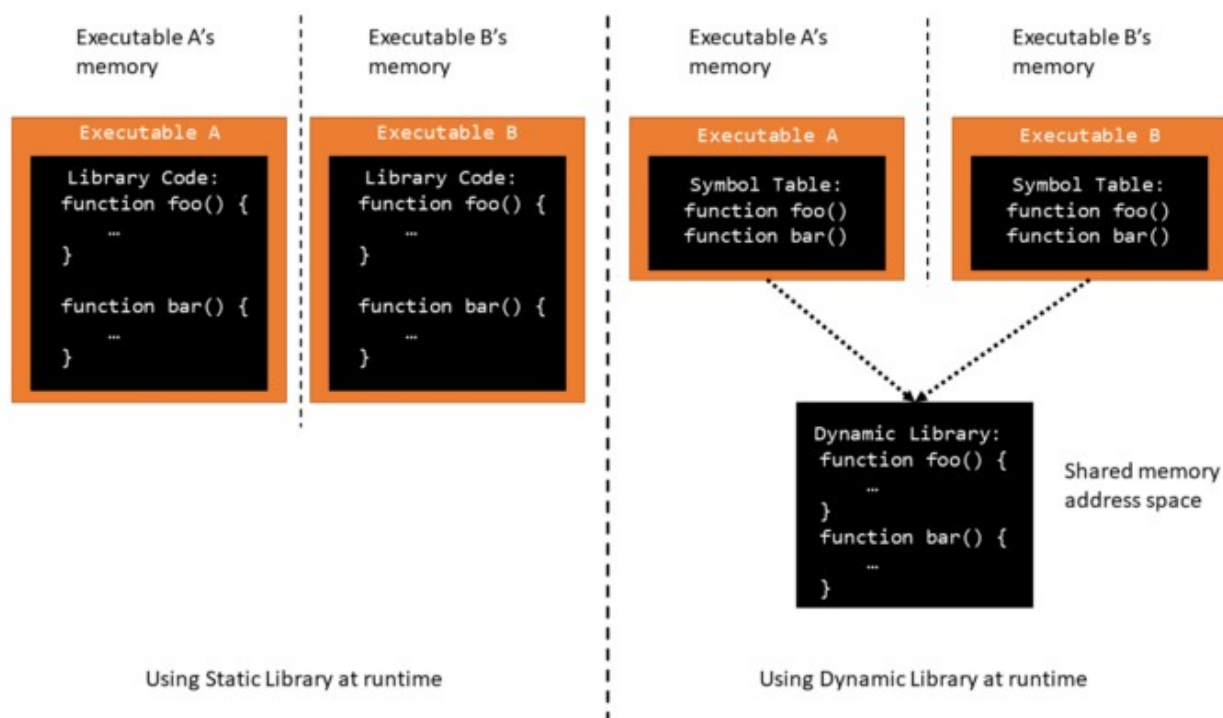 Executable A's
memory
Executable B's
memory
Executable A
Library Code:
function foo() {
…
}
function bar() {
…
}
Executable B
Library Code:
function foo() {
…
}
function bar() {
…
}
Using Static Library at runtime
Executable A's
memory
Executable B's
memory
Executable A
Symbol Table:
function foo()
function bar()
Executable B
Symbol Table:
function foo()
function bar()
Dynamic Library:
function foo() {
…
}
function bar() {
…
}
Shared memory
address space
Using Dynamic Library at runtime